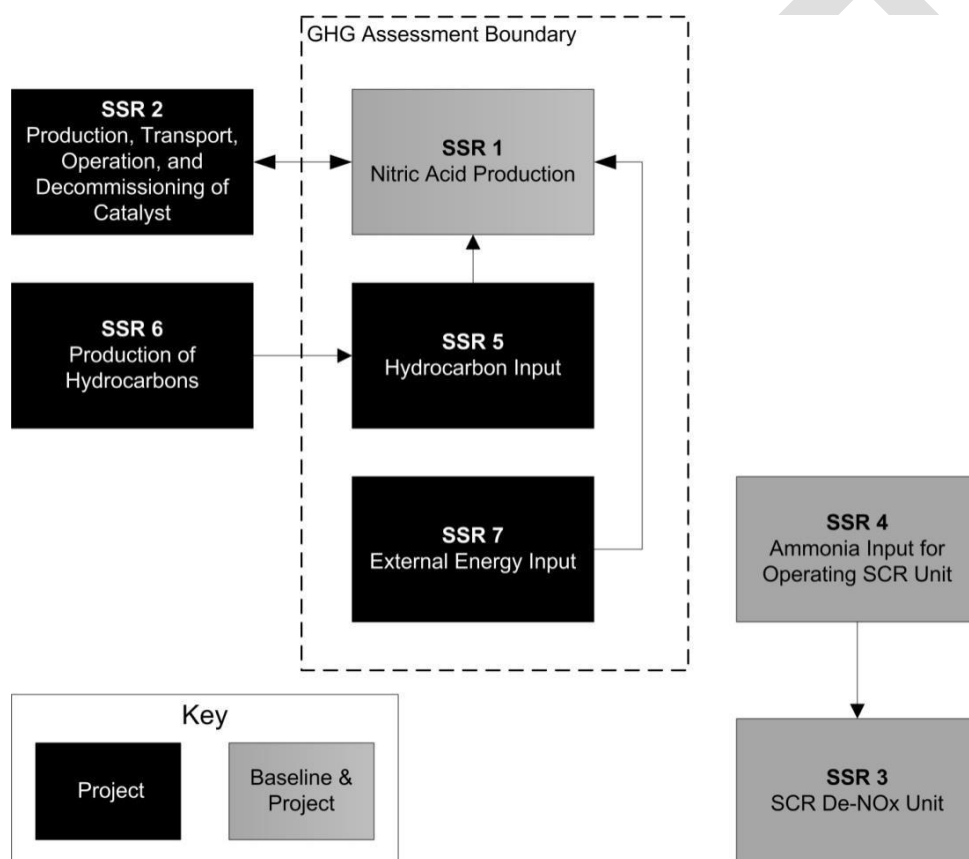 GHG Assessment Boundary
SSR 2
Production, Transport,
Operation, and
Decommissioning of
Catalyst
SSR 1
Nitric Acid Production
SSR 6
Production of
Hydrocarbons
SSR 5
Hydrocarbon Input
SSR 7
External Energy Input
SSR 4
Ammonia Input for
Operating SCR Unit
SSR 3
SCR De-NOx Unit
Key
Project
Baseline &
Project